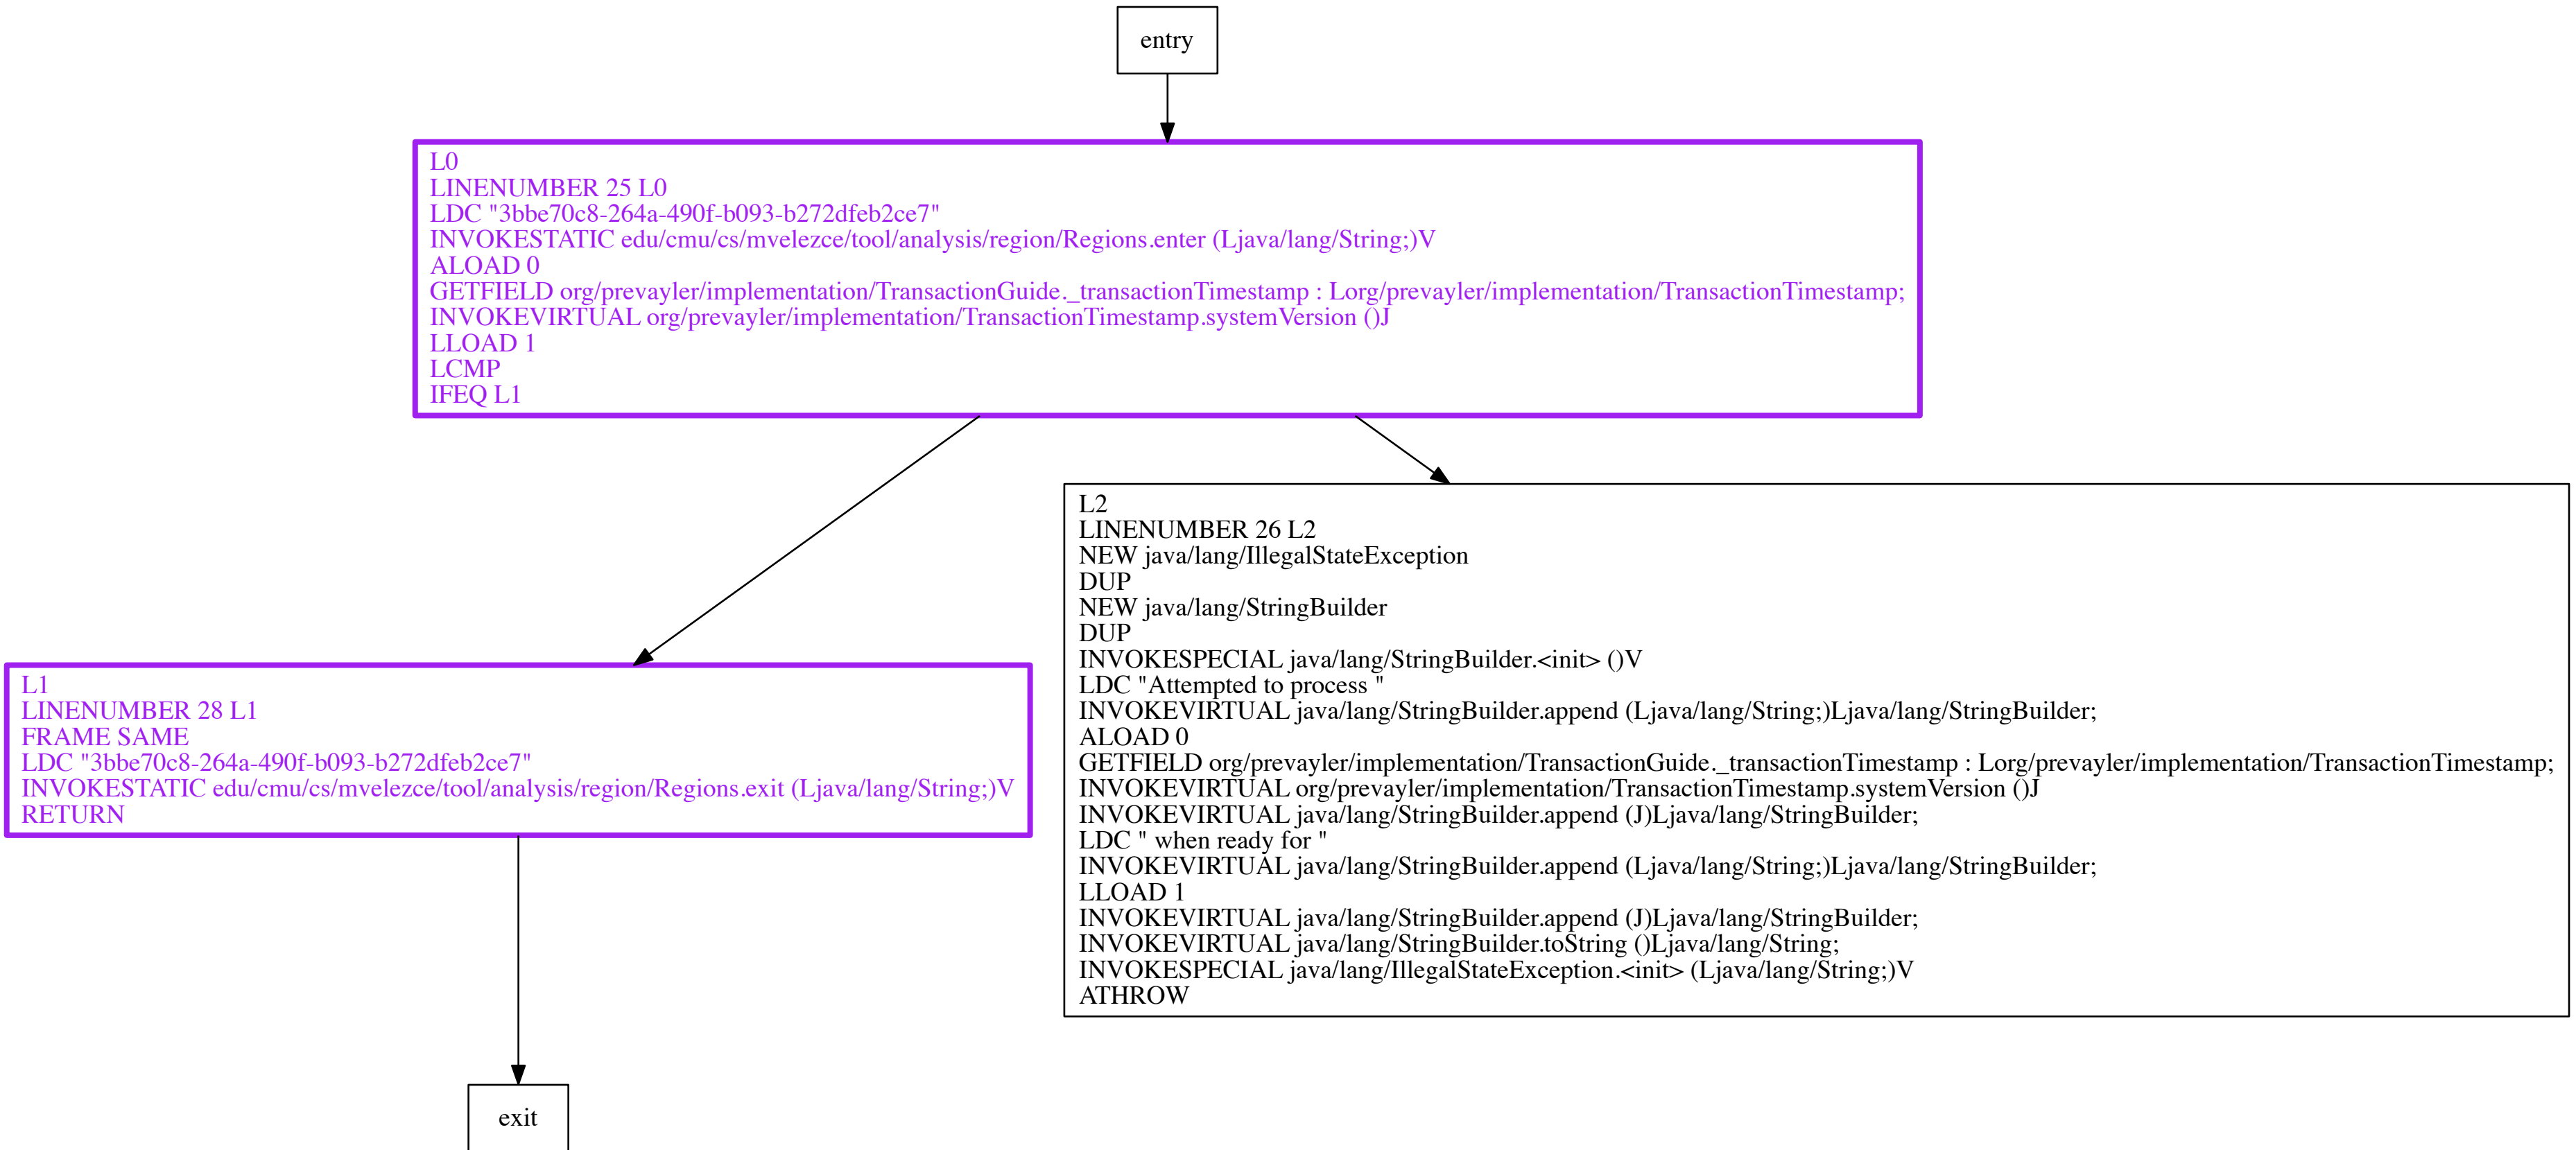 entry
L0
LINENUMBER 25 L0
LDC "3bbe70c8-264a-490f-b093-b272dfeb2ce7"
INVOKESTATIC edu/cmu/cs/mvelezce/tool/analysis/region/Regions.enter (Ljava/lang/String;)V
ALOAD 0
GETFIELD org/prevayler/implementation/TransactionGuide._transactionTimestamp : Lorg/prevayler/implementation/TransactionTimestamp;
INVOKEVIRTUAL org/prevayler/implementation/TransactionTimestamp.systemVersion ()J
LLOAD 1
LCMP
IFEQ L1
L2
LINENUMBER 26 L2
NEW java/lang/IllegalStateException
DUP
NEW java/lang/StringBuilder
DUP
INVOKESPECIAL java/lang/StringBuilder.<init> ()V
LDC "Attempted to process "
INVOKEVIRTUAL java/lang/StringBuilder.append (Ljava/lang/String;)Ljava/lang/StringBuilder;
ALOAD 0
GETFIELD org/prevayler/implementation/TransactionGuide._transactionTimestamp : Lorg/prevayler/implementation/TransactionTimestamp;
INVOKEVIRTUAL org/prevayler/implementation/TransactionTimestamp.systemVersion ()J
INVOKEVIRTUAL java/lang/StringBuilder.append (J)Ljava/lang/StringBuilder;
LDC " when ready for "
INVOKEVIRTUAL java/lang/StringBuilder.append (Ljava/lang/String;)Ljava/lang/StringBuilder;
LLOAD 1
INVOKEVIRTUAL java/lang/StringBuilder.append (J)Ljava/lang/StringBuilder;
INVOKEVIRTUAL java/lang/StringBuilder.toString ()Ljava/lang/String;
INVOKESPECIAL java/lang/IllegalStateException.<init> (Ljava/lang/String;)V
ATHROW
L1
LINENUMBER 28 L1
FRAME SAME
LDC "3bbe70c8-264a-490f-b093-b272dfeb2ce7"
INVOKESTATIC edu/cmu/cs/mvelezce/tool/analysis/region/Regions.exit (Ljava/lang/String;)V
RETURN
exit